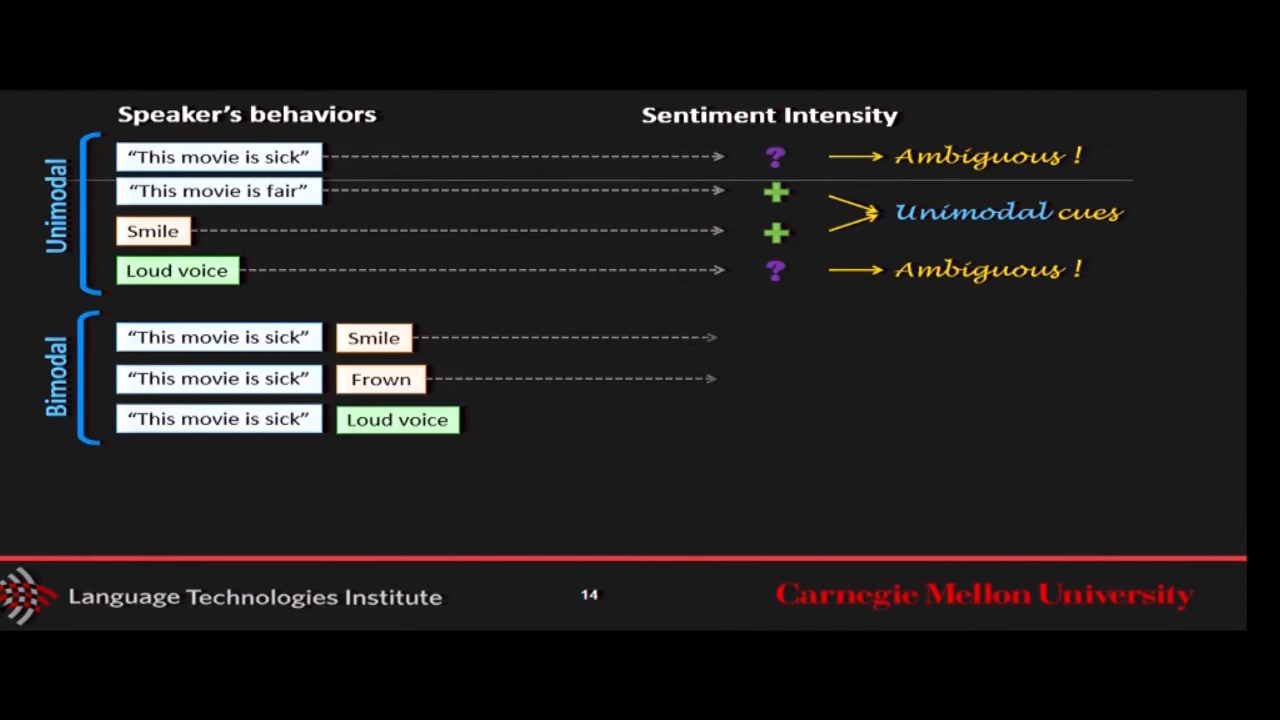 Speaker's behaviors
Sentiment Intensity
Unimodal
"This movie is sick"
?
Ambiguous !
"This movie is fair"
Unimodal cues
Smile
Loud voice
?
Ambiguous !
Bimodal
"This movie is sick" Smile
"This movie is sick" Frown
"This movie is sick" Loud voice
Language Technologies Institute
14
Carnegie Mellon University